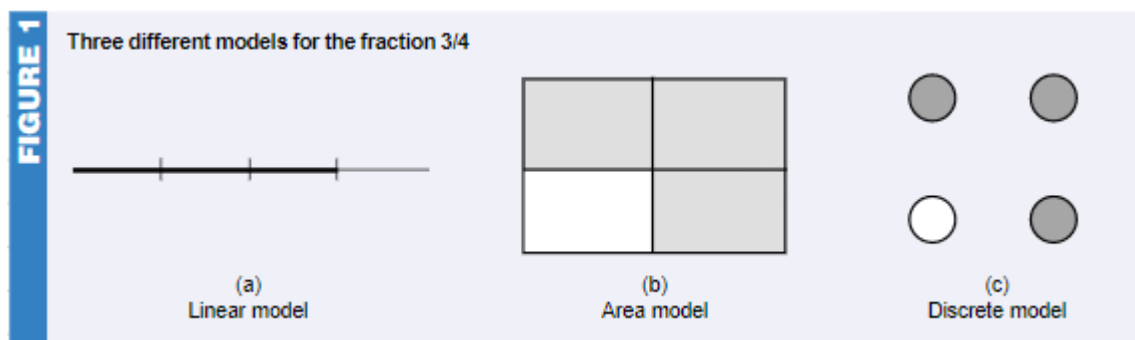 FIGURE 1
Three different models for the fraction 3/4
(a)
Linear model
(b)
Area model
(c)
Discrete model